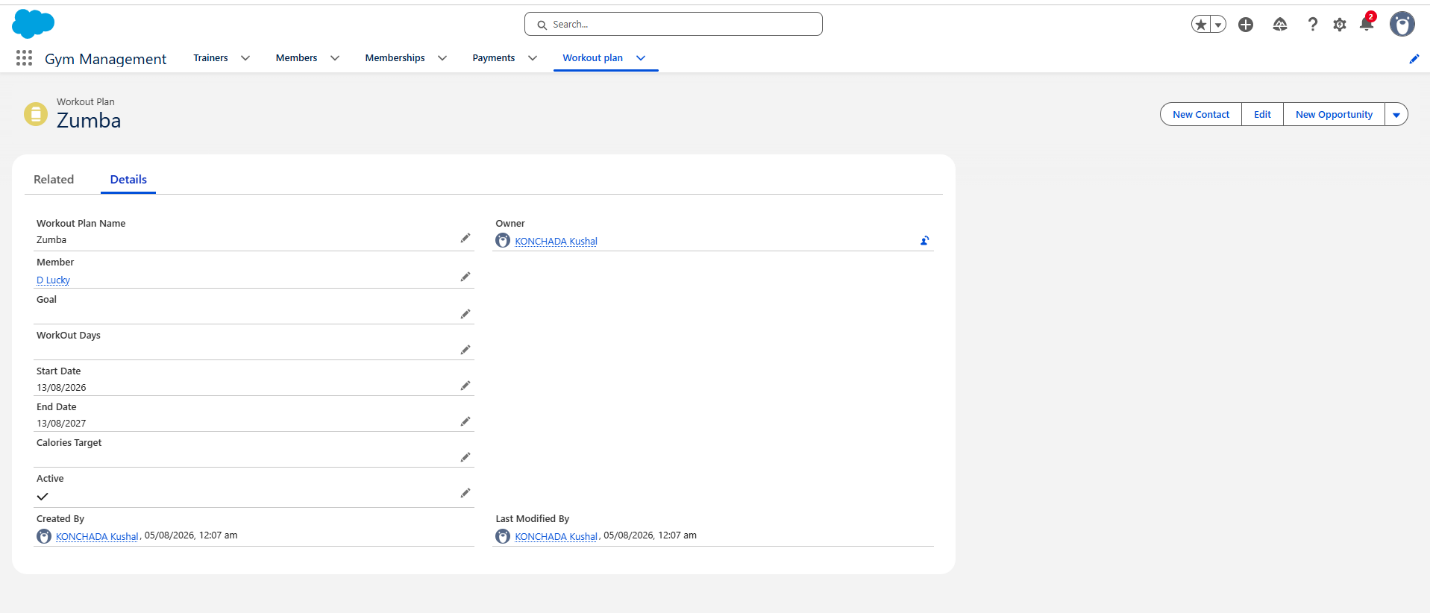 Search...
2
Gym Management
Trainers
Members
Memberships
Payments
Workout plan
Workout Plan
Zumba
New Contact
Edit
New Opportunity
Related
Details
Workout Plan Name
Zumba
Owner
KONCHADA Kushal
Member
D Lucky
Goal
WorkOut Days
Start Date
13/08/2026
End Date
13/08/2027
Calories Target
Active
Created By
KONCHADA Kushal, 05/08/2026, 12:07 am
Last Modified By
KONCHADA Kushal, 05/08/2026, 12:07 am